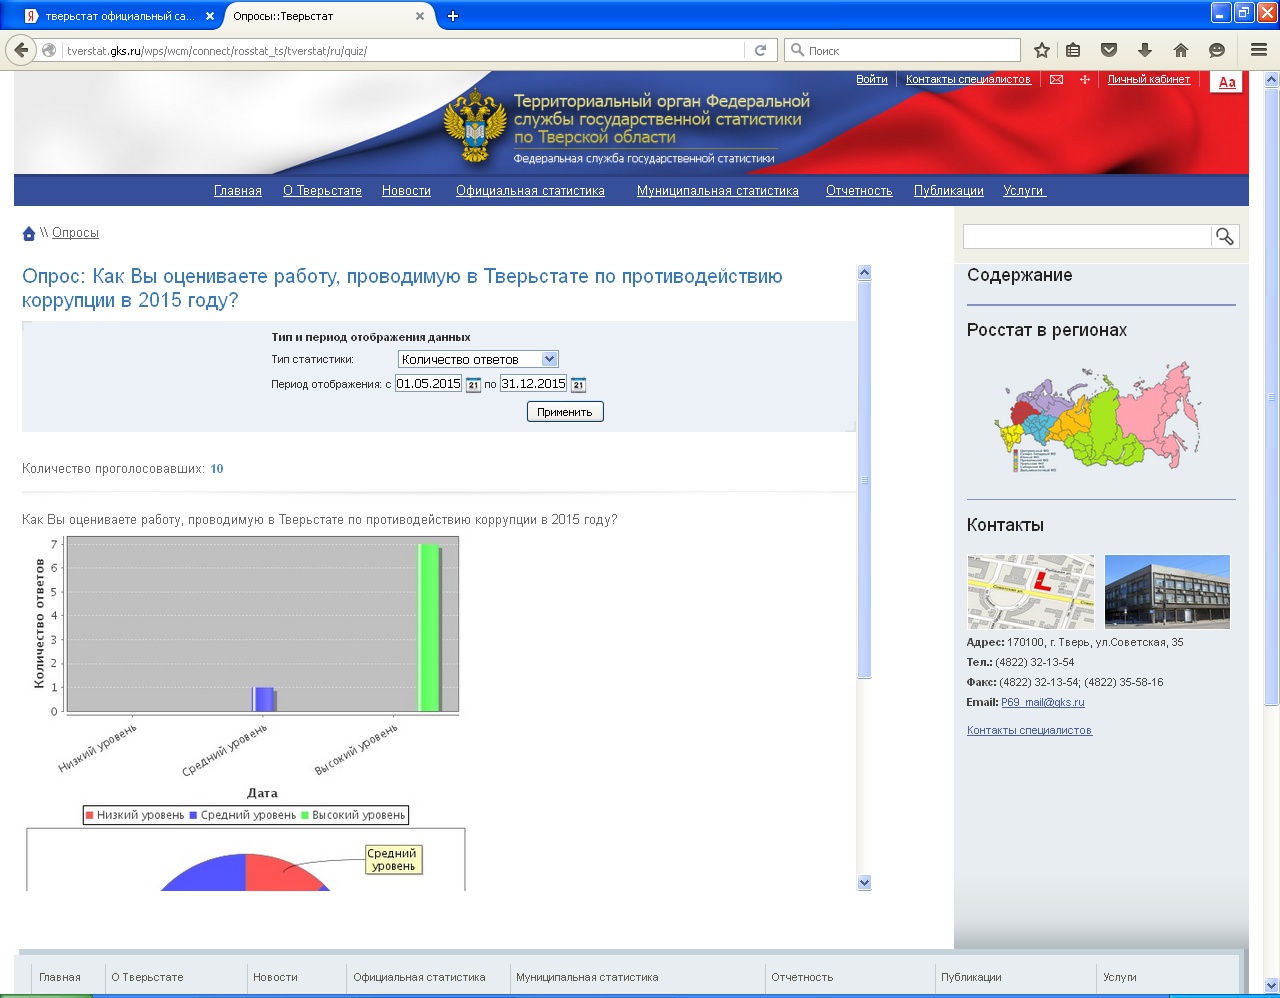 тверьстат официальный са...
Опросы::Тверьстат
tverstat.gks.ru/wps/wcm/connect/rosstat_ts/tverstat/ru/quiz/
Поиск
Войти
Контакты специалистов
Личный кабинет
Aa
Территориальный орган Федеральной
службы государственной статистики
по Тверской области
Федеральная служба государственной статистики
Главная
О Тверьстате
Новости
Официальная статистика
Муниципальная статистика
Отчетность
Публикации
Услуги
\\ Опросы
Опрос: Как Вы оцениваете работу, проводимую в Тверьстате по противодействию
коррупции в 2015 году?
Тип и период отображения данных
Тип статистики: Количество ответов
Период отображения: с 01.05.2015 21 по 31.12.2015 21
Применить
Количество проголосовавших: 10
Как Вы оцениваете работу, проводимую в Тверьстате по противодействию коррупции в 2015 году?
Количество ответов
7
6
5
4
3
2
1
0
Низкий уровень
Средний уровень
Высокий уровень
Дата
Низкий уровень Средний уровень Высокий уровень
Средний
уровень
Содержание
Росстат в регионах
Контакты
Адрес: 170100, г. Тверь, ул.Советская, 35
Тел.: (4822) 32-13-54
Факс: (4822) 32-13-54; (4822) 35-58-16
Email: P69_mail@gks.ru
Контакты специалистов
Главная
О Тверьстате
Новости
Официальная статистика
Муниципальная статистика
Отчетность
Публикации
Услуги